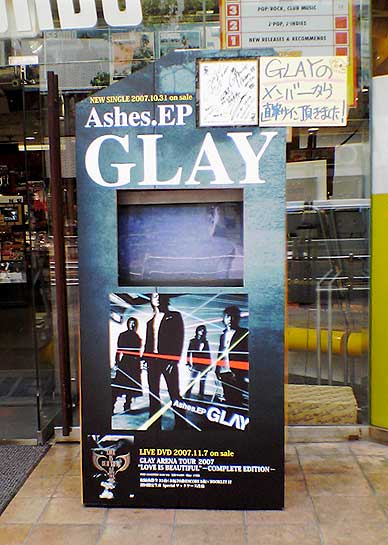 3 POP/ROCK, CLUB MUSIC
2 J-POP, J-INDIES
1 NEW RELEASES & RECOMMENDS
GLAYの
メンバーから
直筆サイン頂きました!
NEW SINGLE 2007.10.31 on sale
Ashes.EP
GLAY
Ashes.EP GLAY
LIVE DVD 2007.11.7 on sale
GLAY ARENA TOUR 2007
"LOVE IS BEAUTIFUL"-COMPLETE EDITION-